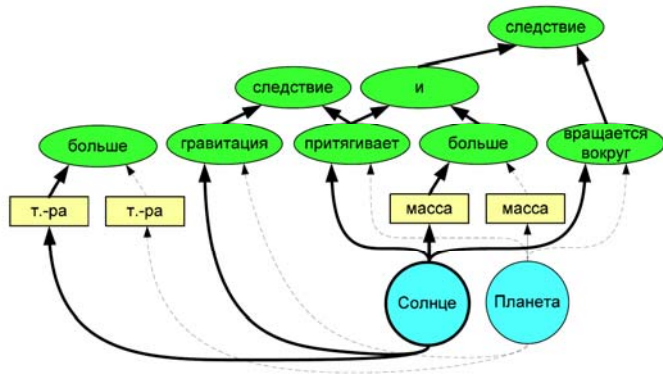 следствие
следствие
и
больше
гравитация
притягивает
больше
вращается
вокруг
т.-ра
т.-ра
масса
масса
Солнце
Планета